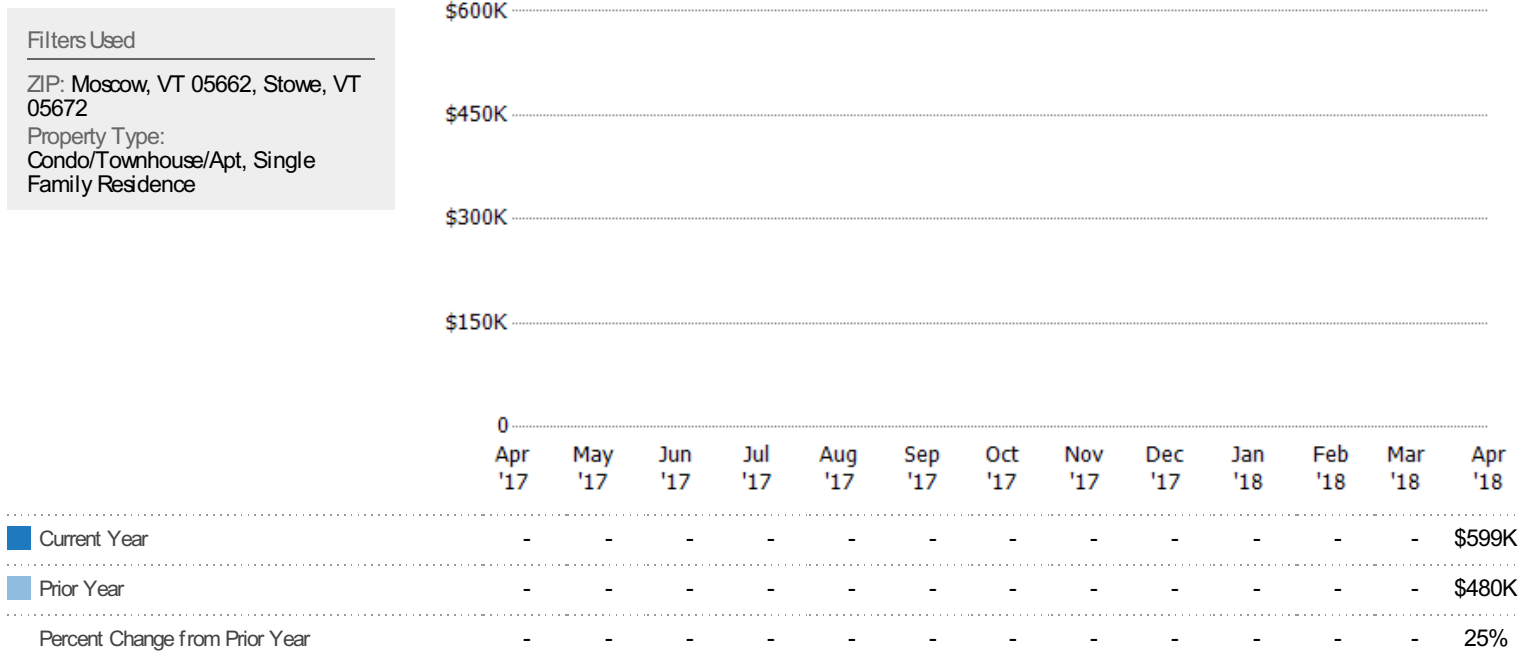 Filters Used
ZIP: Moscow, VT 05662, Stowe, VT
05672
Property Type:
Condo/Townhouse/Apt, Single
Family Residence
$600K
$450K
$300K
$150K
0
Apr May Jun Jul Aug Sep Oct Nov Dec Jan Feb Mar Apr
'17 '17 '17 '17 '17 '17 '17 '17 '17 '18 '18 '18 '18
Current Year - - - - - - - - - - - - $599K
Prior Year - - - - - - - - - - - - $480K
Percent Change from Prior Year - - - - - - - - - - - - 25%